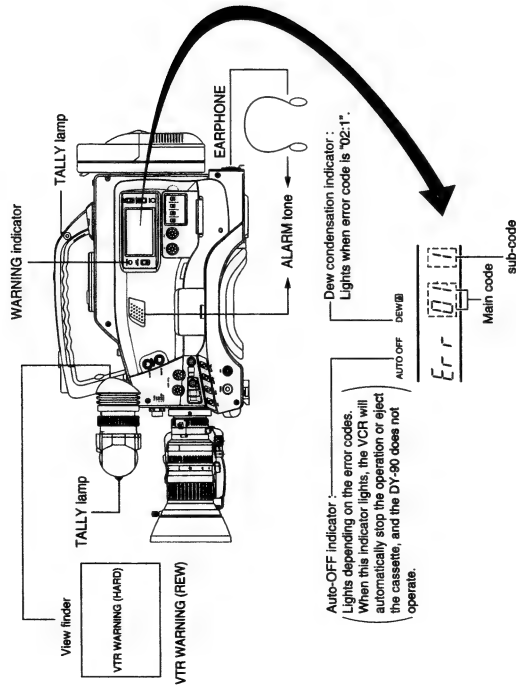 View finder
VTR WARNING (HARD)
VTR WARNING (REW)
TALLY lamp
WARNING indicator
TALLY lamp
EARPHONE
ALARM tone
Auto-OFF indicator :
Lights depending on the error codes.
When this indicator lights, the VCR will
automatically stop the operation or eject
the cassette, and the DY-90 does not
operate.
Dew condensation indicator :
Lights when error code is "02:1".
AUTO OFF DEW
Err 01 1
Main code
sub-code